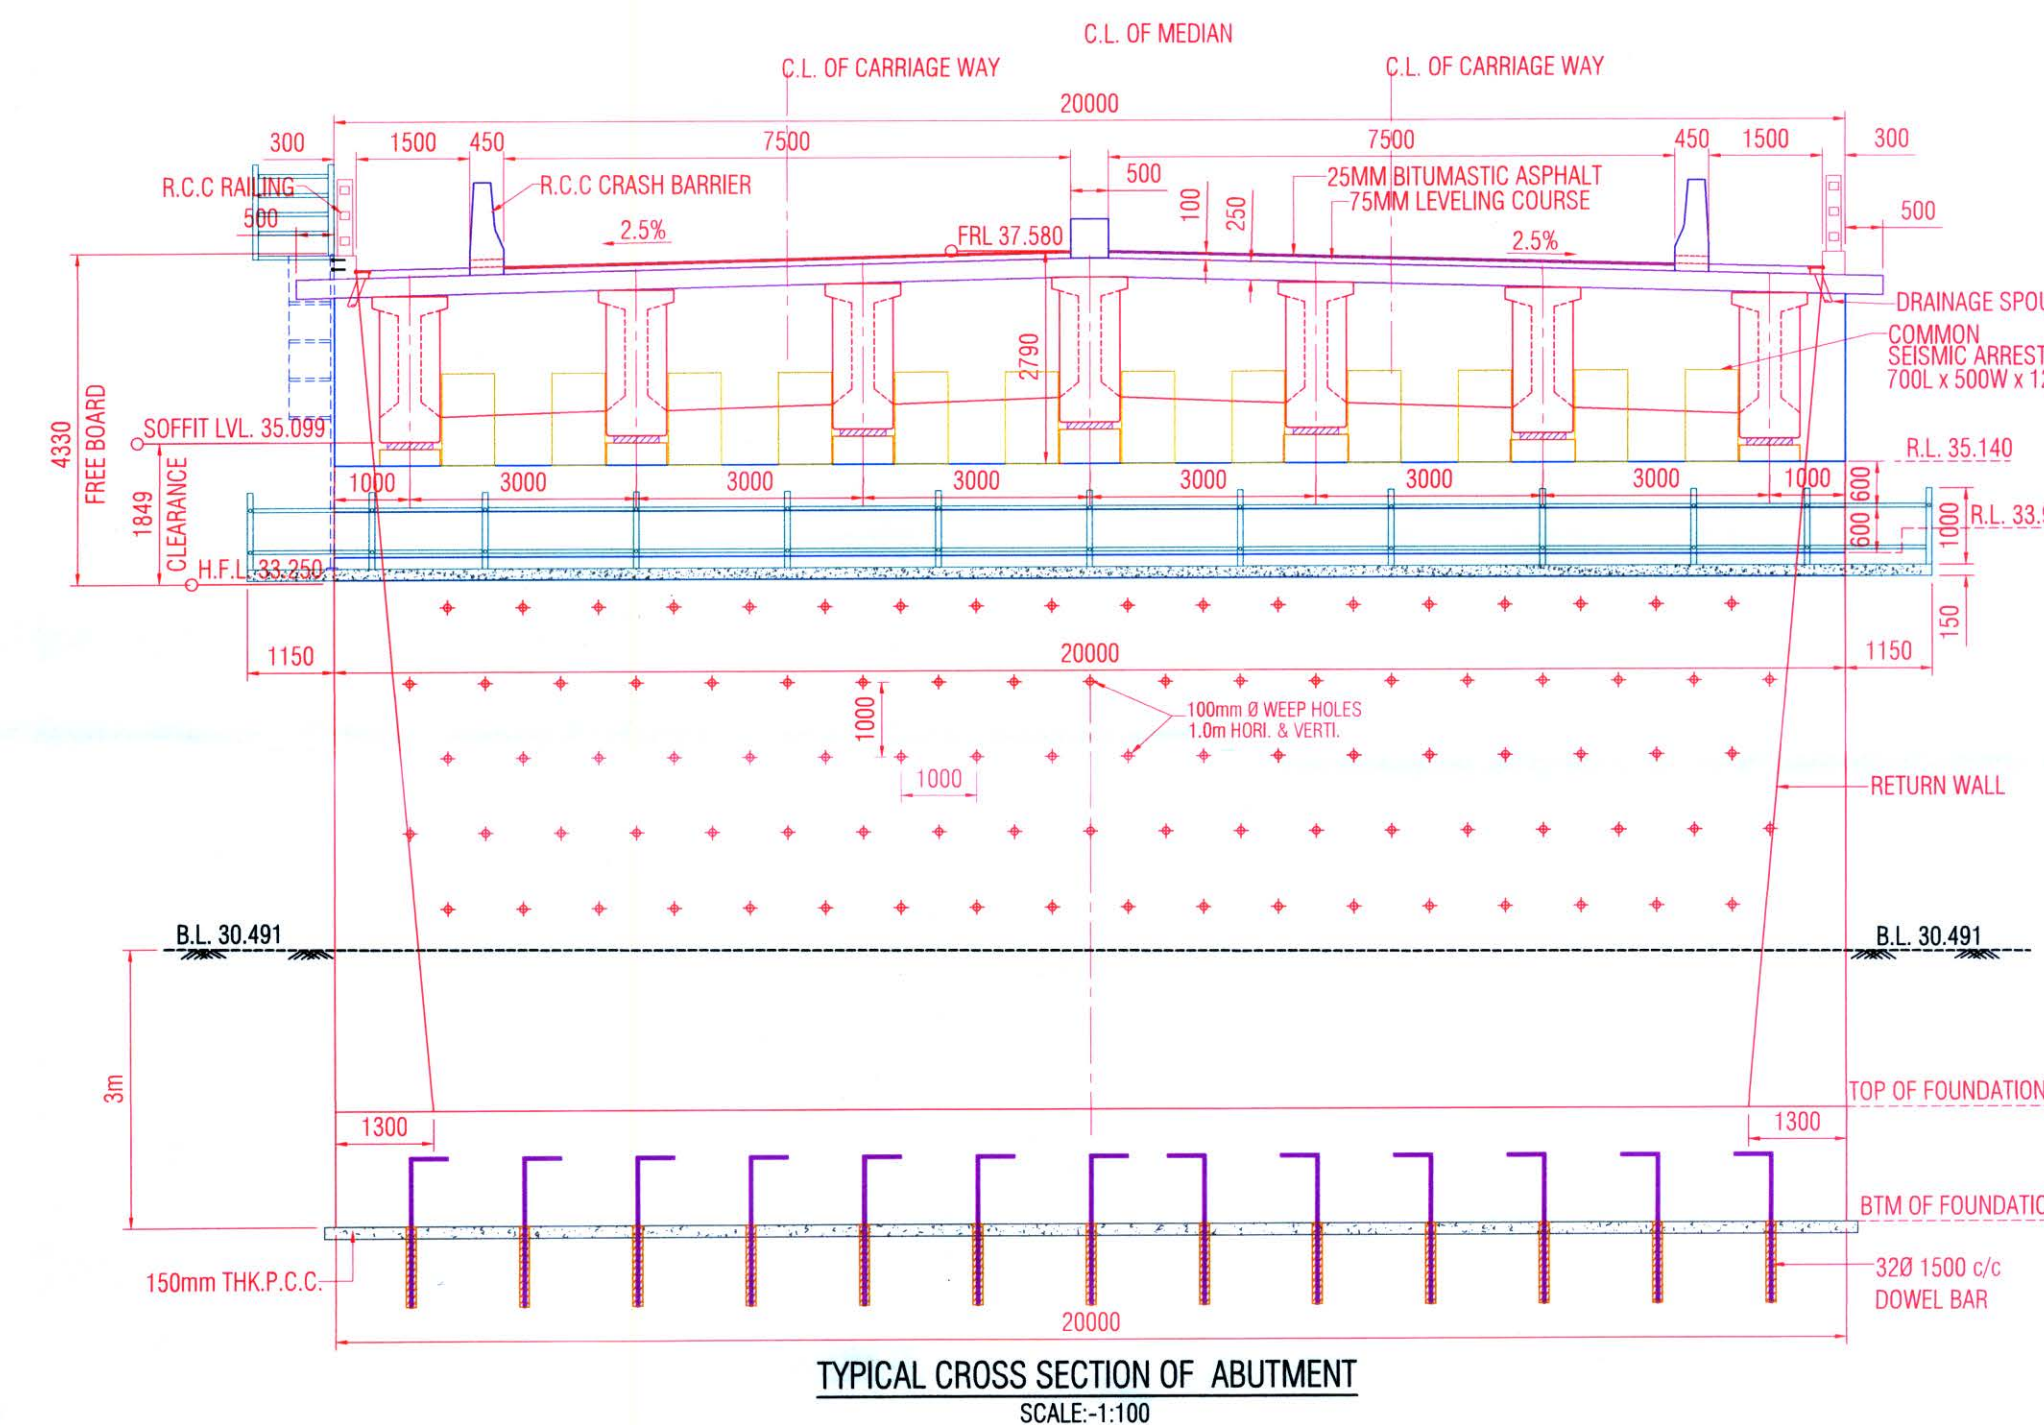 C.L. OF MEDIAN
C.L. OF CARRIAGE WAY
C.L. OF CARRIAGE WAY
20000
300
1500
450
7500
7500
450
1500
300
R.C.C RAILING
R.C.C CRASH BARRIER
500
100
250
25MM BITUMASTIC ASPHALT
75MM LEVELING COURSE
500
500
2.5%
FRL 37.580
2.5%
DRAINAGE
COMMON
SEISMIC
700L x 500W x
2790
4330
FREE BOARD
SOFFIT LVL. 35.099
1849
CLEARANCE
R.L. 35.140
1000
3000
3000
3000
3000
3000
3000
1000
600
600
1000
R.L.
H.F.L. 33.250
150
1150
20000
1150
1000
100mm Ø WEEP HOLES
1.0m HORI. & VERTI.
1000
RETURN WALL
B.L. 30.491
B.L. 30.491
3m
TOP OF FOUNDATION
1300
1300
BTM OF
150mm THK.P.C.C.
32Ø 1500 c/c
DOWEL BAR
20000
TYPICAL CROSS SECTION OF ABUTMENT
SCALE:-1:100